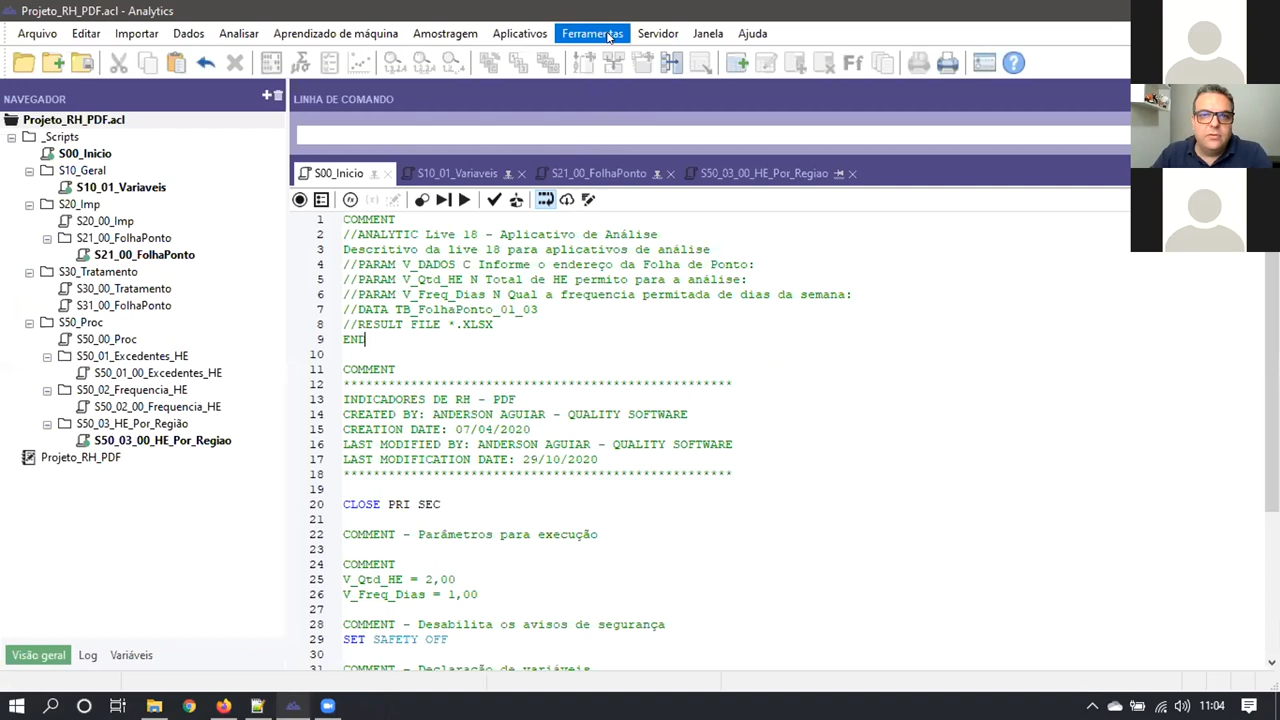 Projeto_RH_PDF.acl - Analytics
Arquivo Editar Importar Dados Analisar Aprendizado de máquina Amostragem Aplicativos Ferramentas Servidor Janela Ajuda
NAVEGADOR
Projeto_RH_PDF.acl
_Scripts
S00_Inicio
S10_Geral
S10_01_Variaveis
S20_Imp
S20_00_Imp
S21_00_FolhaPonto
S21_00_FolhaPonto
S30_Tratamento
S30_00_Tratamento
S31_00_FolhaPonto
S50_Proc
S50_00_Proc
S50_01_Excedentes_HE
S50_01_00_Excedentes_HE
S50_02_Frequencia_HE
S50_02_00_Frequencia_HE
S50_03_HE_Por_Região
S50_03_00_HE_Por_Regiao
Projeto_RH_PDF
Visão geral Log Variáveis
LINHA DE COMANDO
S00_Inicio S10_01_Variaveis S21_00_FolhaPonto S50_03_00_HE_Por_Regiao
1 COMMENT
2 //ANALYTIC Live 18 - Aplicativo de Análise
3 Descritivo da live 18 para aplicativos de análise
4 //PARAM V_DADOS C Informe o endereço da Folha de Ponto:
5 //PARAM V_Qtd_HE N Total de HE permito para a análise:
6 //PARAM V_Freq_Dias N Qual a frequencia permitada de dias da semana:
7 //DATA TB_FolhaPonto_01_03
8 //RESULT FILE *.XLSX
9 END
10
11 COMMENT
12 ****************************************************
13 INDICADORES DE RH - PDF
14 CREATED BY: ANDERSON AGUIAR - QUALITY SOFTWARE
15 CREATION DATE: 07/04/2020
16 LAST MODIFIED BY: ANDERSON AGUIAR - QUALITY SOFTWARE
17 LAST MODIFICATION DATE: 29/10/2020
18 ****************************************************
19
20 CLOSE PRI SEC
21
22 COMMENT - Parâmetros para execução
23
24 COMMENT
25 V_Qtd_HE = 2,00
26 V_Freq_Dias = 1,00
27
28 COMMENT - Desabilita os avisos de segurança
29 SET SAFETY OFF
30
31 COMMENT - Declaração de variáveis
11:04